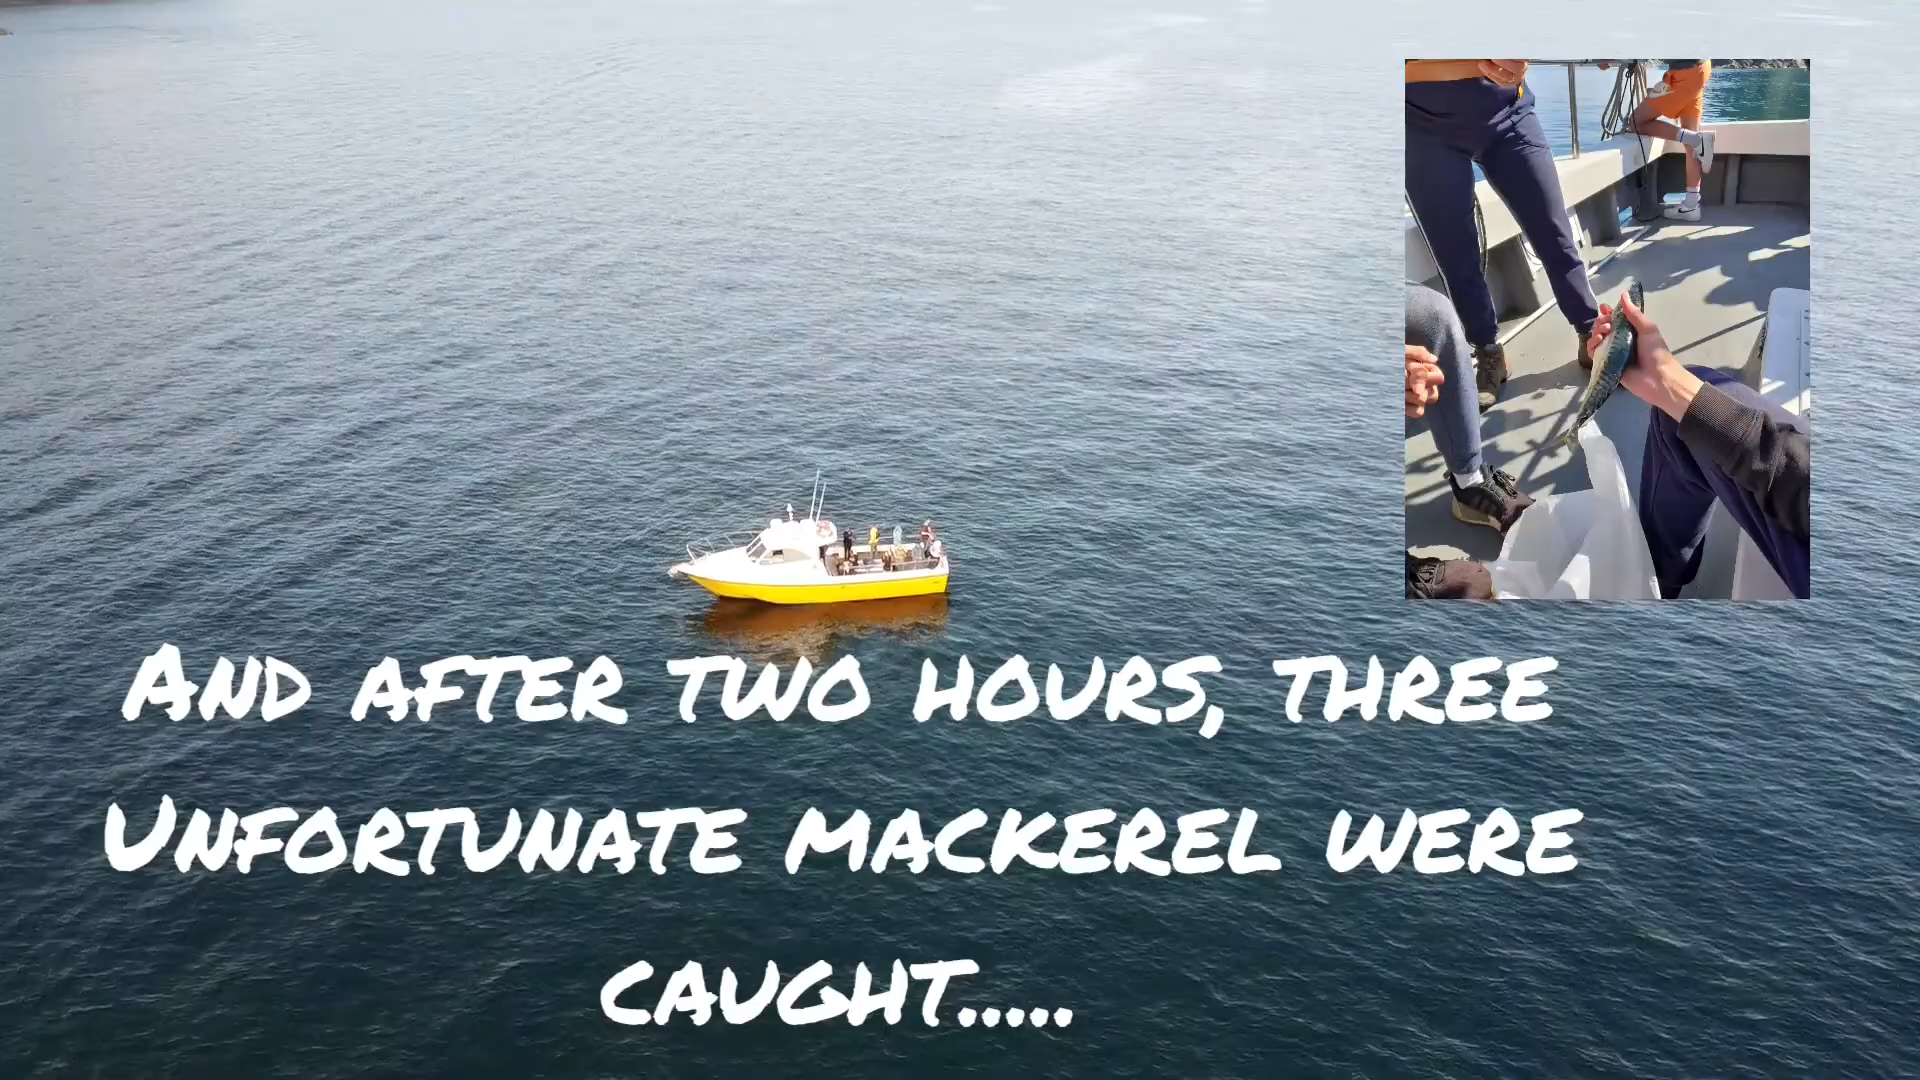 And after two hours, three
Unfortunate mackerel were
caught.....